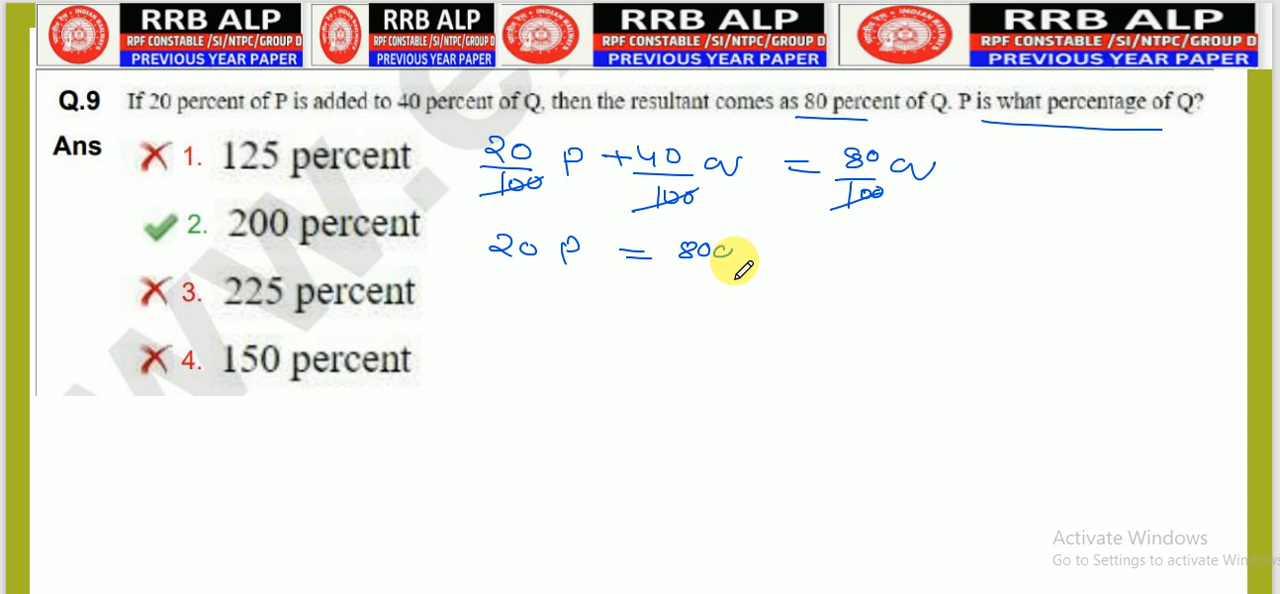 RRB ALP RRB ALP RRB ALP RRB ALP
RPF CONSTABLE /SI/NTPC/GROUP D RPF CONSTABLE /SI/NTPC/GROUP D RPF CONSTABLE /SI/NTPC/GROUP D RPF CONSTABLE /SI/NTPC/GROUP D
PREVIOUS YEAR PAPER PREVIOUS YEAR PAPER PREVIOUS YEAR PAPER PREVIOUS YEAR PAPER
Q.9 If 20 percent of P is added to 40 percent of Q, then the resultant comes as 80 percent of Q. P is what percentage of Q?
Ans
1. 125 percent
2. 200 percent
3. 225 percent
4. 150 percent
20/100 P + 40/100 Q = 80/100 Q
20 P = 80
Activate Windows
Go to Settings to activate Windows